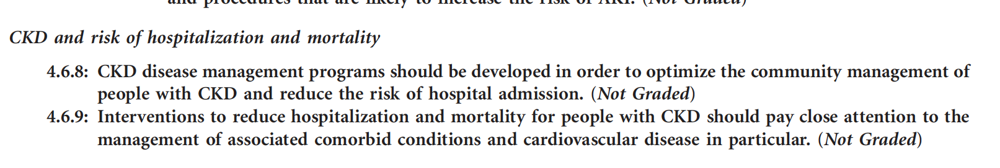 and procedures that are likely to increase the risk of AKI. (Not Graded)
CKD and risk of hospitalization and mortality
4.6.8: CKD disease management programs should be developed in order to optimize the community management of
people with CKD and reduce the risk of hospital admission. (Not Graded)
4.6.9: Interventions to reduce hospitalization and mortality for people with CKD should pay close attention to the
management of associated comorbid conditions and cardiovascular disease in particular. (Not Graded)